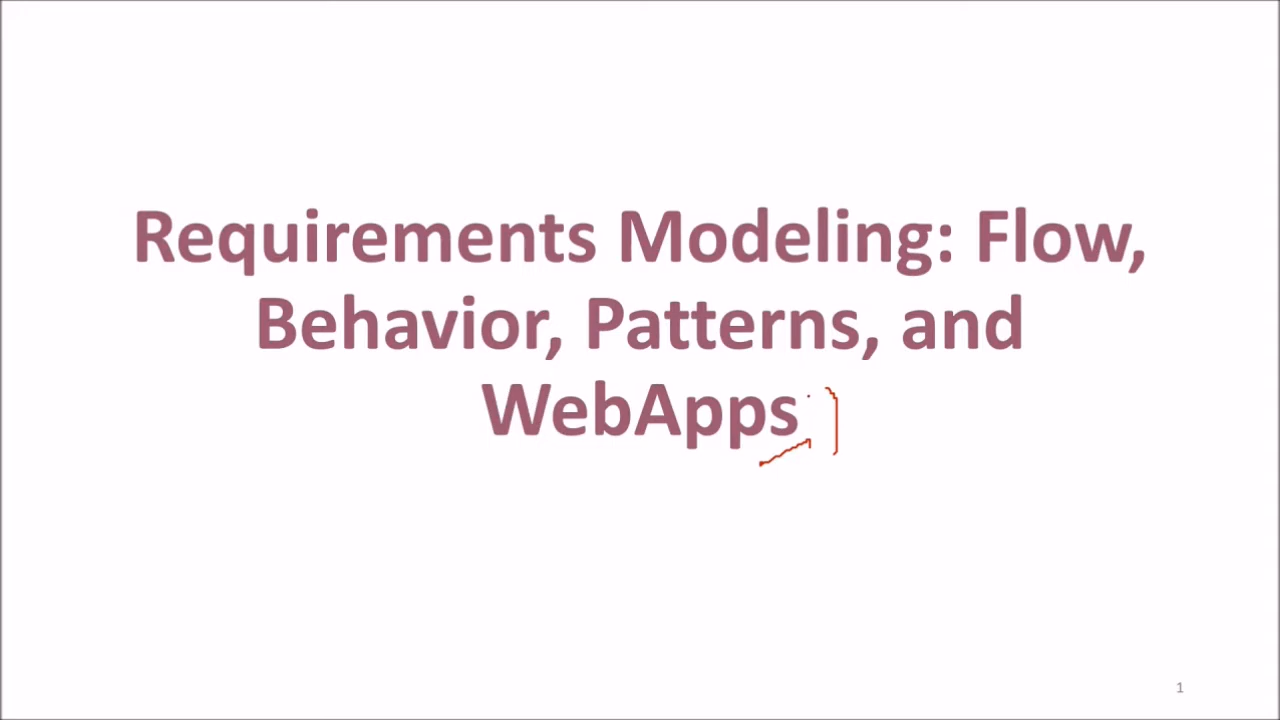 Requirements Modeling: Flow,
Behavior, Patterns, and
WebApps
1